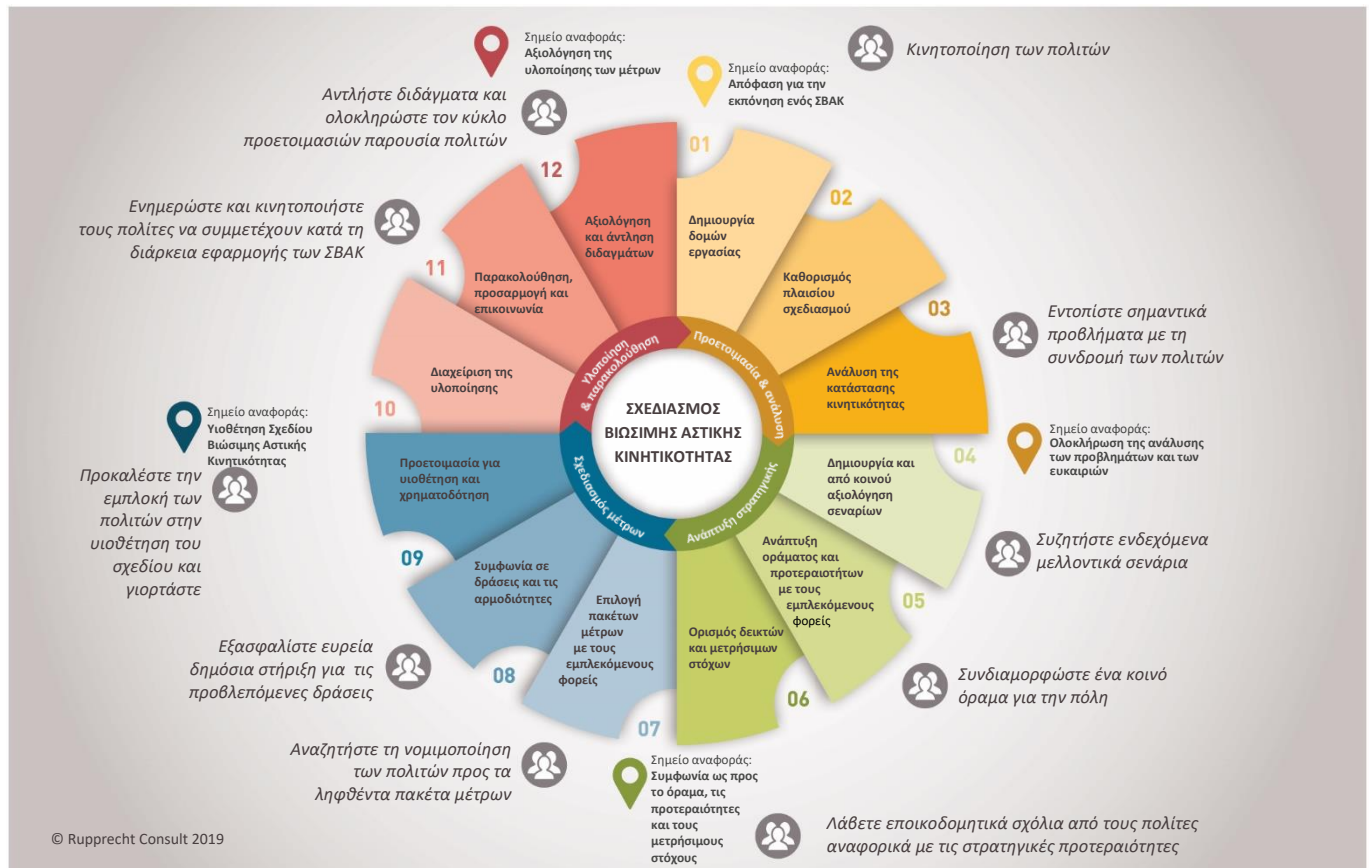 Σημείο αναφοράς:
Αξιολόγηση της
υλοποίησης των μέτρων
Σημείο αναφοράς:
Απόφαση για την
εκπόνηση ενός ΣΒΑΚ
Κινητοποίηση των πολιτών
Αντλήστε διδάγματα και
ολοκληρώστε τον κύκλο
προετοιμασιών παρουσία πολιτών
Ενημερώστε και κινητοποιήστε
τους πολίτες να συμμετέχουν κατά τη
διάρκεια εφαρμογής των ΣΒΑΚ
01
Δημιουργία
δομών
εργασίας
02
Καθορισμός
πλαισίου
σχεδιασμού
03
Ανάλυση της
κατάστασης
κινητικότητας
Εντοπίστε σημαντικά
προβλήματα με τη
συνδρομή των πολιτών
Σημείο αναφοράς:
Ολοκλήρωση της ανάλυσης
των προβλημάτων και των
ευκαιριών
04
Δημιουργία και
από κοινού
αξιολόγηση
σεναρίων
Συζητήστε ενδεχόμενα
μελλοντικά σενάρια
05
Ανάπτυξη
οράματος και
προτεραιοτήτων
με τους
εμπλεκόμενους
φορείς
Συνδιαμορφώστε ένα κοινό
όραμα για την πόλη
06
Ορισμός δεικτών
και μετρήσιμων
στόχων
Σημείο αναφοράς:
Συμφωνία ως προς
το όραμα, τις
προτεραιότητες
και τους
μετρήσιμους
στόχους
Λάβετε εποικοδομητικά σχόλια από τους πολίτες
αναφορικά με τις στρατηγικές προτεραιότητες
07
Επιλογή
πακέτων
μέτρων
με τους
εμπλεκόμενους
φορείς
Αναζητήστε τη νομιμοποίηση
των πολιτών προς τα
ληφθέντα πακέτα μέτρων
08
Συμφωνία σε
δράσεις και τις
αρμοδιότητες
Εξασφαλίστε ευρεία
δημόσια στήριξη για τις
προβλεπόμενες δράσεις
09
Προετοιμασία για
υιοθέτηση και
χρηματοδότηση
Σημείο αναφοράς:
Υιοθέτηση Σχεδίου
Βιώσιμης Αστικής
Κινητικότητας
Προκαλέστε την
εμπλοκή των
πολιτών στην
υιοθέτηση του
σχεδίου και
γιορτάστε
10
Διαχείριση της
υλοποίησης
11
Παρακολούθηση,
προσαρμογή και
επικοινωνία
12
Αξιολόγηση
και άντληση
διδαγμάτων
Προετοιμασία & ανάλυση
Ανάπτυξη στρατηγικής
Σχεδιασμός μέτρων
Υλοποίηση
& παρακολούθηση
ΣΧΕΔΙΑΣΜΟΣ
ΒΙΩΣΙΜΗΣ ΑΣΤΙΚΗΣ
ΚΙΝΗΤΙΚΟΤΗΤΑΣ
© Rupprecht Consult 2019